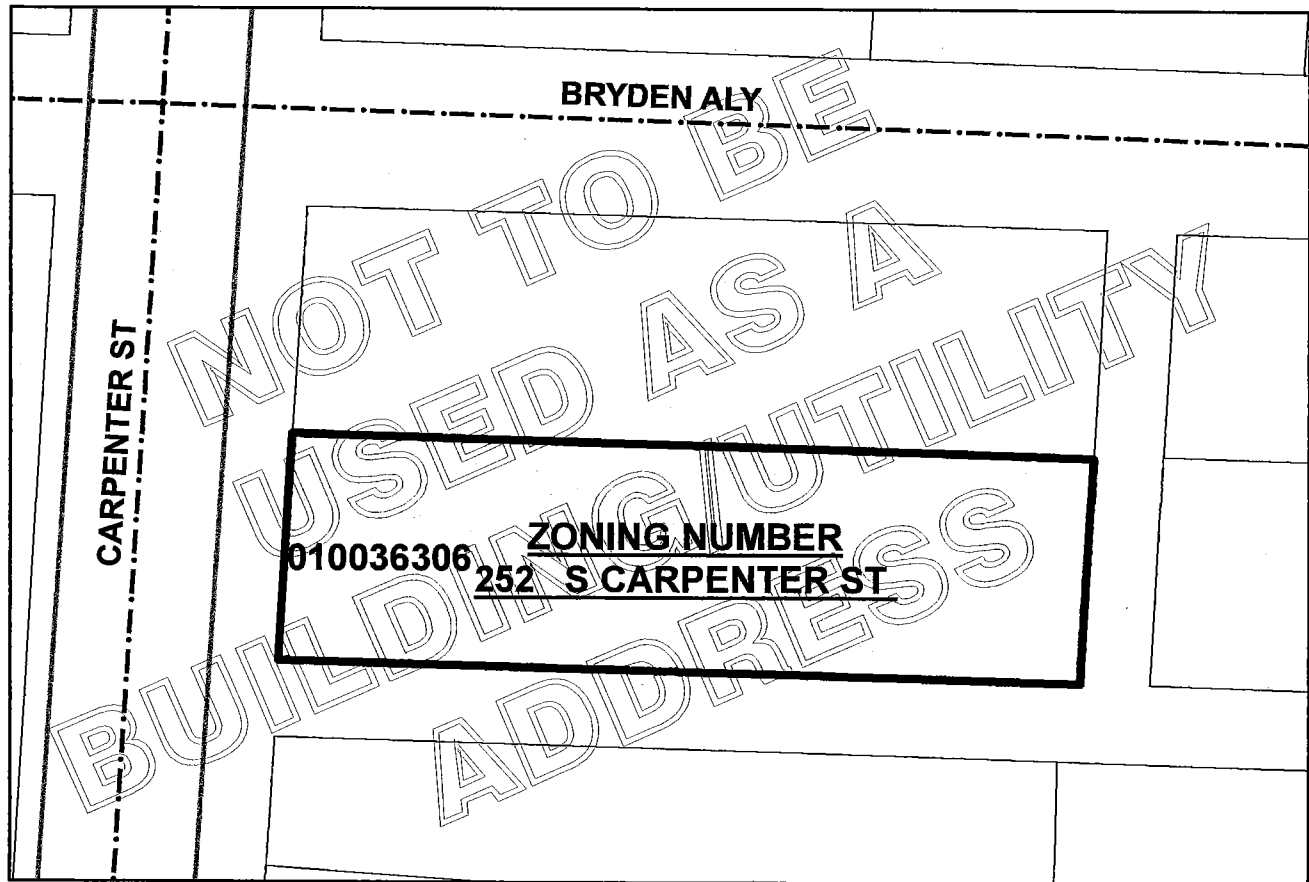 BRYDEN ALY
CARPENTER ST
NOT TO BE
USED AS A
BUILDING/UTILITY
ADDRESS
010036306
ZONING NUMBER
252 S CARPENTER ST